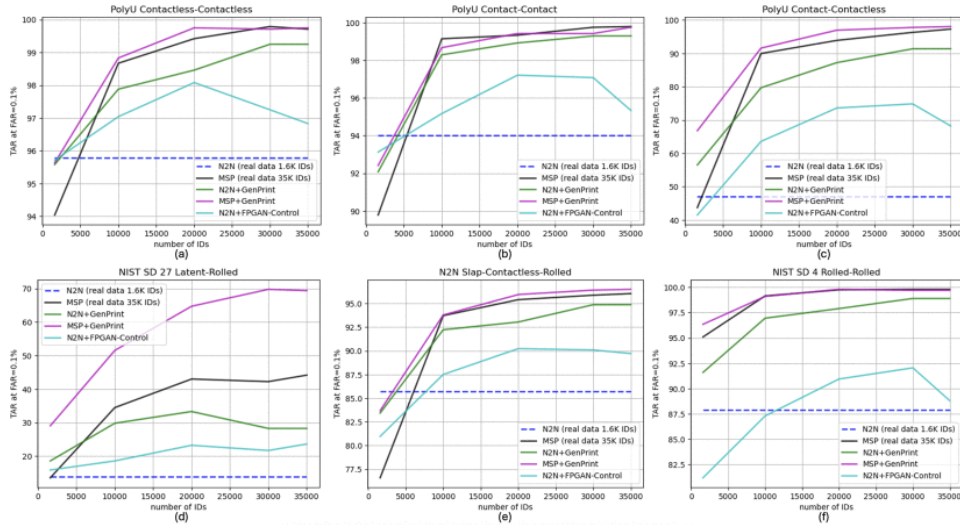 PolyU Contactless-Contactless
100
99
98
97
96
95
94
TAR at FAR=0.1%
N2N (real data 1.6K IDs)
MSP (real data 35K IDs)
N2N+GenPrint
MSP+GenPrint
N2N+FPGAN-Control
0 5000 10000 15000 20000 25000 30000 35000
number of IDs
(a)
PolyU Contact-Contact
100
98
96
94
92
90
TAR at FAR=0.1%
N2N (real data 1.6K IDs)
MSP (real data 35K IDs)
N2N+GenPrint
MSP+GenPrint
N2N+FPGAN-Control
0 5000 10000 15000 20000 25000 30000 35000
number of IDs
(b)
PolyU Contact-Contactless
100
90
80
70
60
50
40
TAR at FAR=0.1%
N2N (real data 1.6K IDs)
MSP (real data 35K IDs)
N2N+GenPrint
MSP+GenPrint
N2N+FPGAN-Control
0 5000 10000 15000 20000 25000 30000 35000
number of IDs
(c)
NIST SD 27 Latent-Rolled
70
60
50
40
30
20
TAR at FAR=0.1%
N2N (real data 1.6K IDs)
MSP (real data 35K IDs)
N2N+GenPrint
MSP+GenPrint
N2N+FPGAN-Control
0 5000 10000 15000 20000 25000 30000 35000
number of IDs
(d)
N2N Slap-Contactless-Rolled
95.0
92.5
90.0
87.5
85.0
82.5
80.0
77.5
TAR at FAR=0.1%
N2N (real data 1.6K IDs)
MSP (real data 35K IDs)
N2N+GenPrint
MSP+GenPrint
N2N+FPGAN-Control
0 5000 10000 15000 20000 25000 30000 35000
number of IDs
(e)
NIST SD 4 Rolled-Rolled
100.0
97.5
95.0
92.5
90.0
87.5
85.0
82.5
TAR at FAR=0.1%
N2N (real data 1.6K IDs)
MSP (real data 35K IDs)
N2N+GenPrint
MSP+GenPrint
N2N+FPGAN-Control
0 5000 10000 15000 20000 25000 30000 35000
number of IDs
(f)